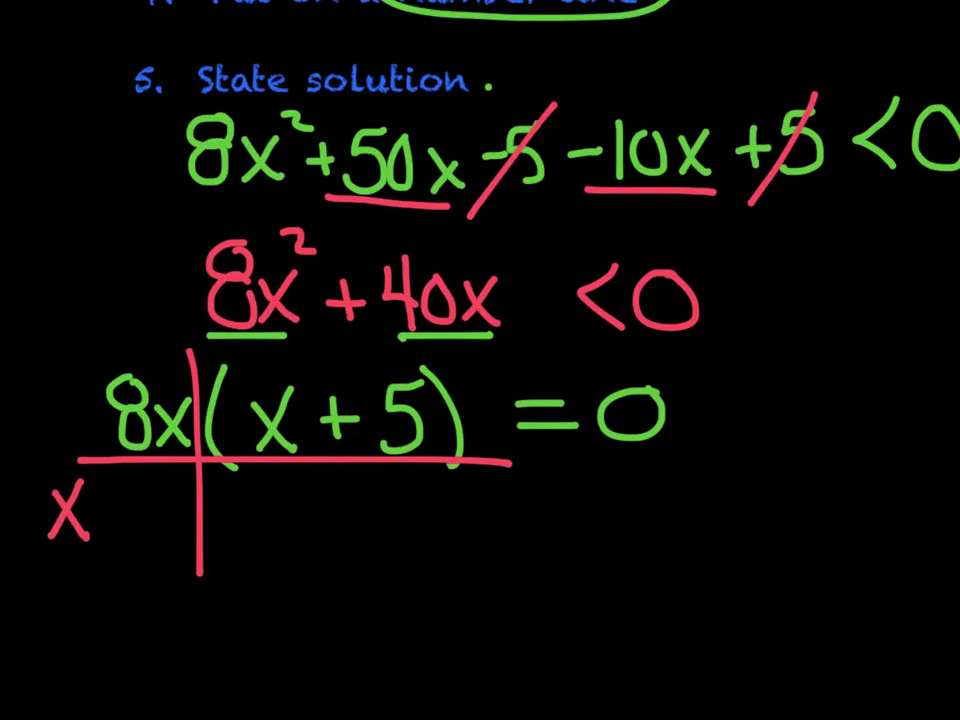 5. State solution.
8x² + 50x - 5 - 10x + 5 < 0
8x² + 40x < 0
8x(x + 5) = 0
x